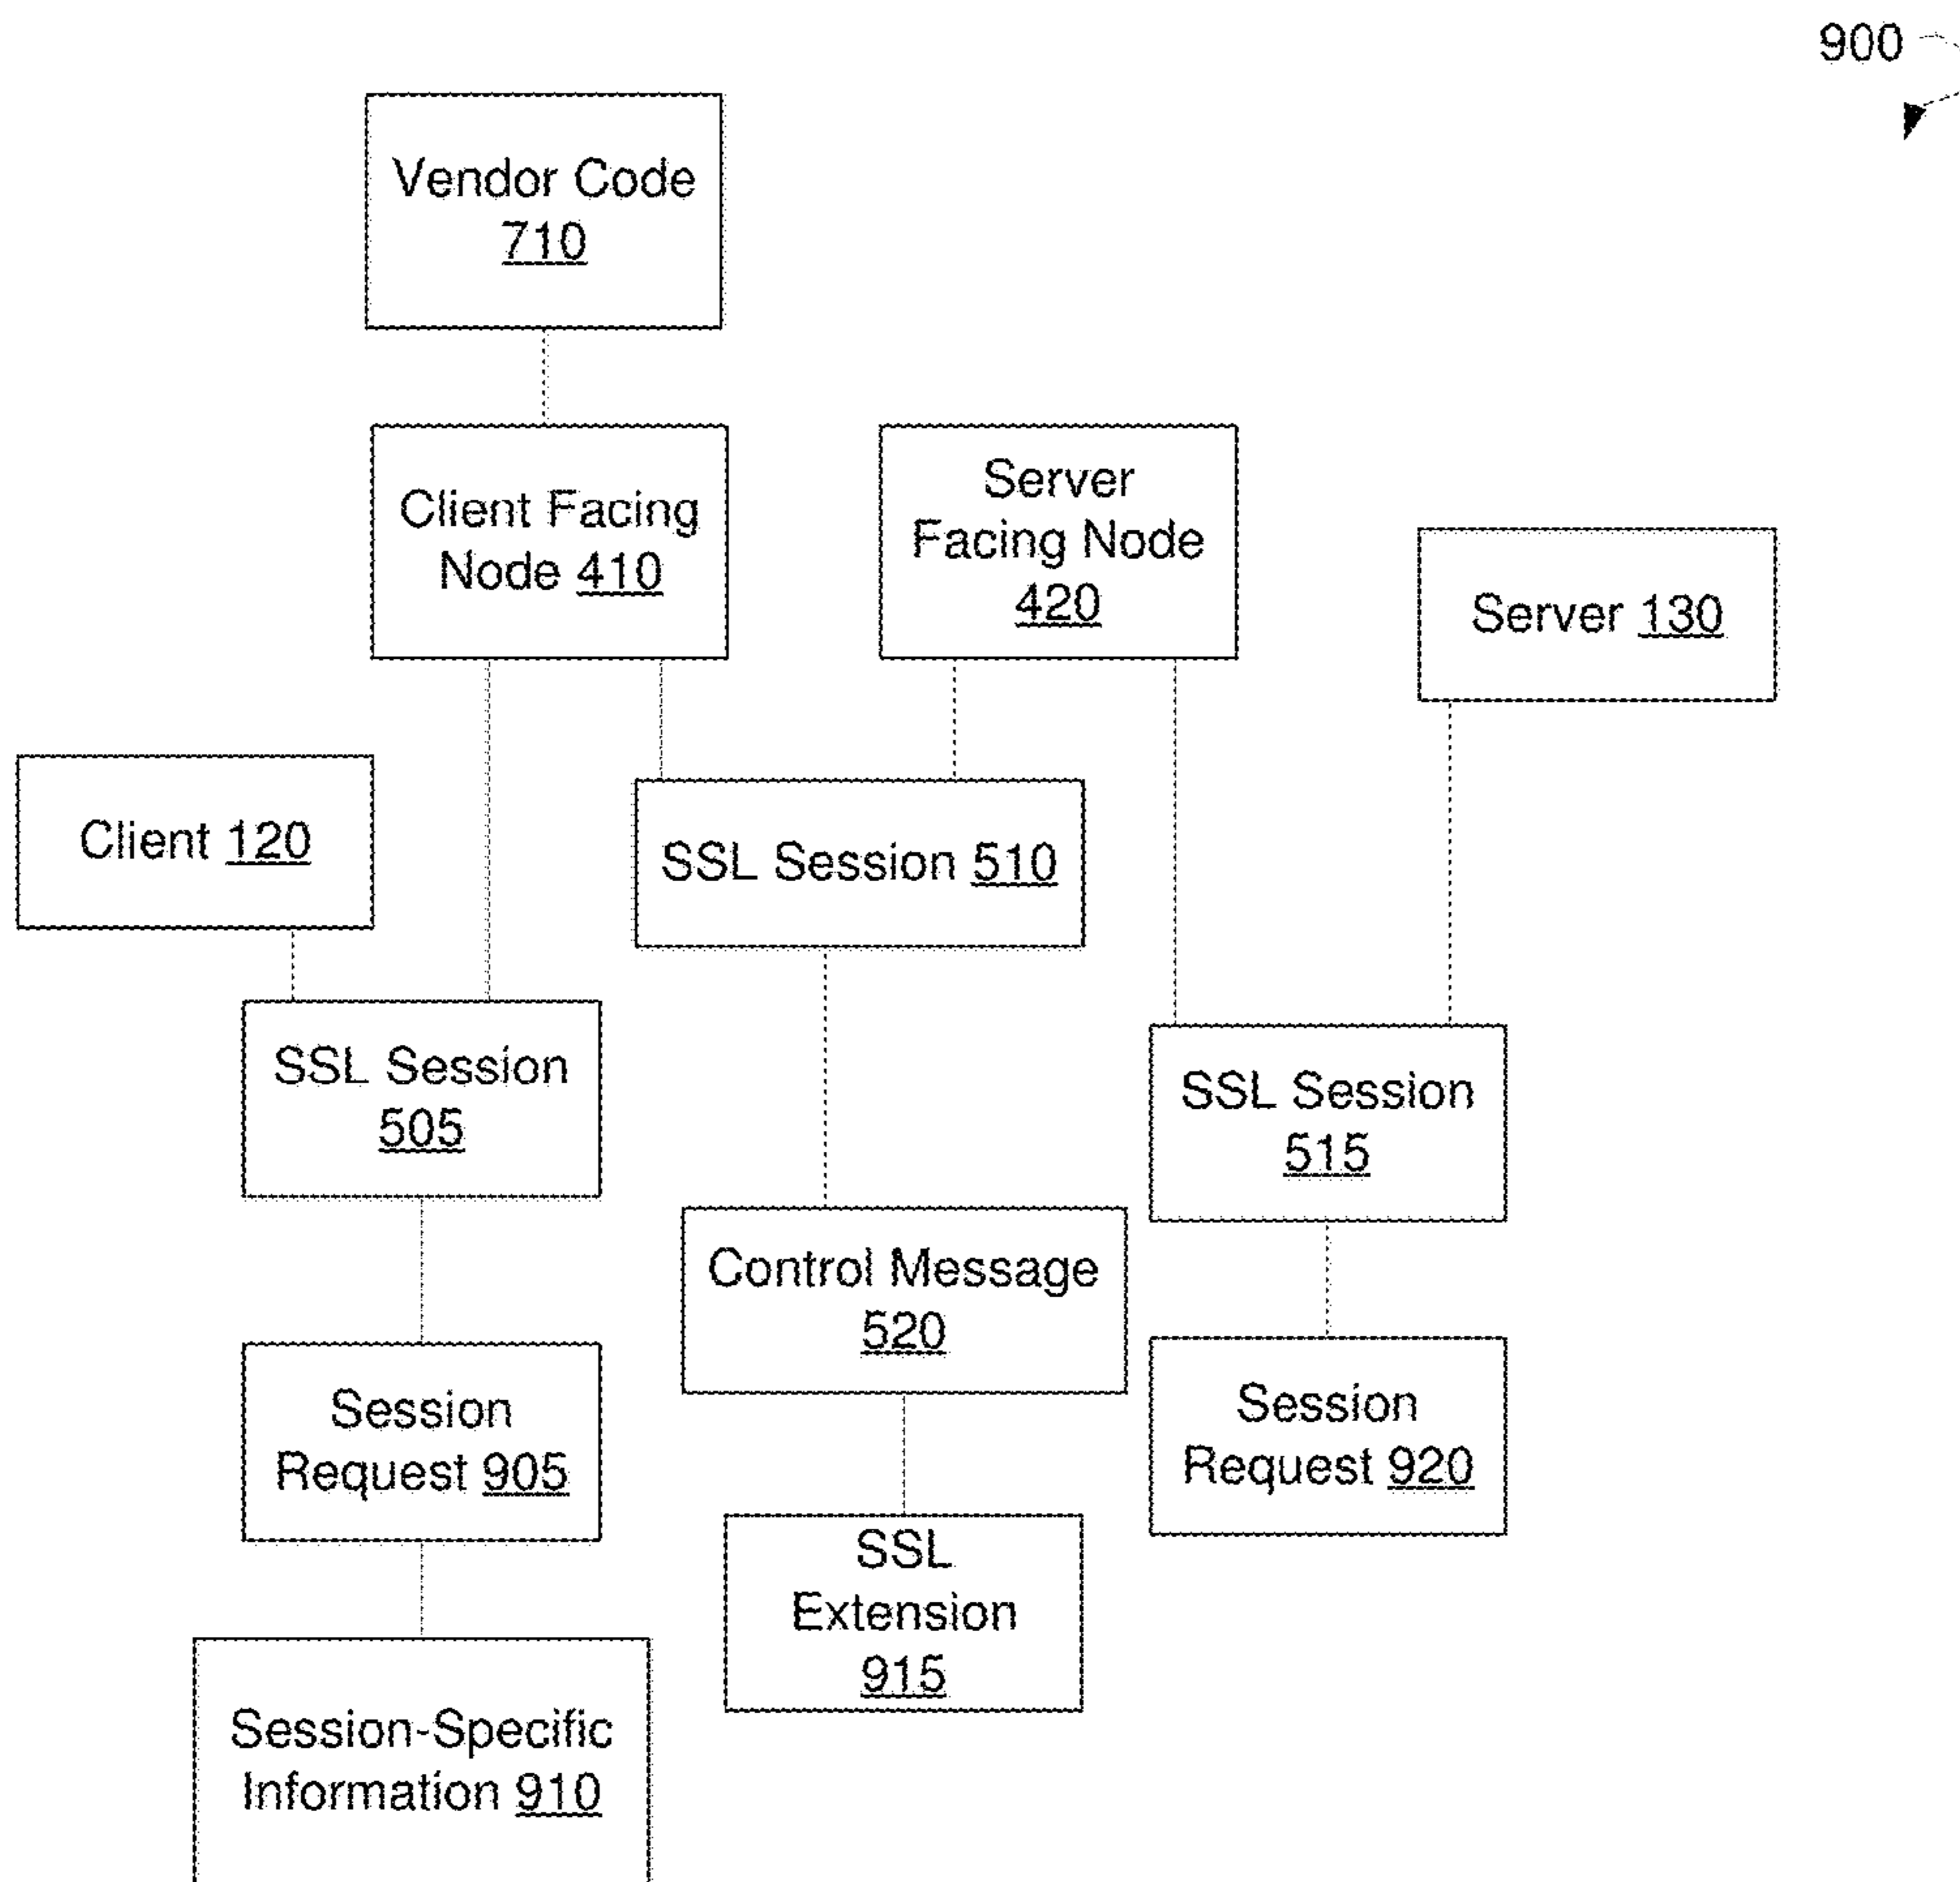 900
Vendor Code
710
Client Facing
Node 410
Server
Facing Node
420
Server 130
Client 120
SSL Session 510
SSL Session
505
SSL Session
515
Control Message
520
Session
Request 905
Session
Request 920
SSL
Extension
915
Session-Specific
Information 910